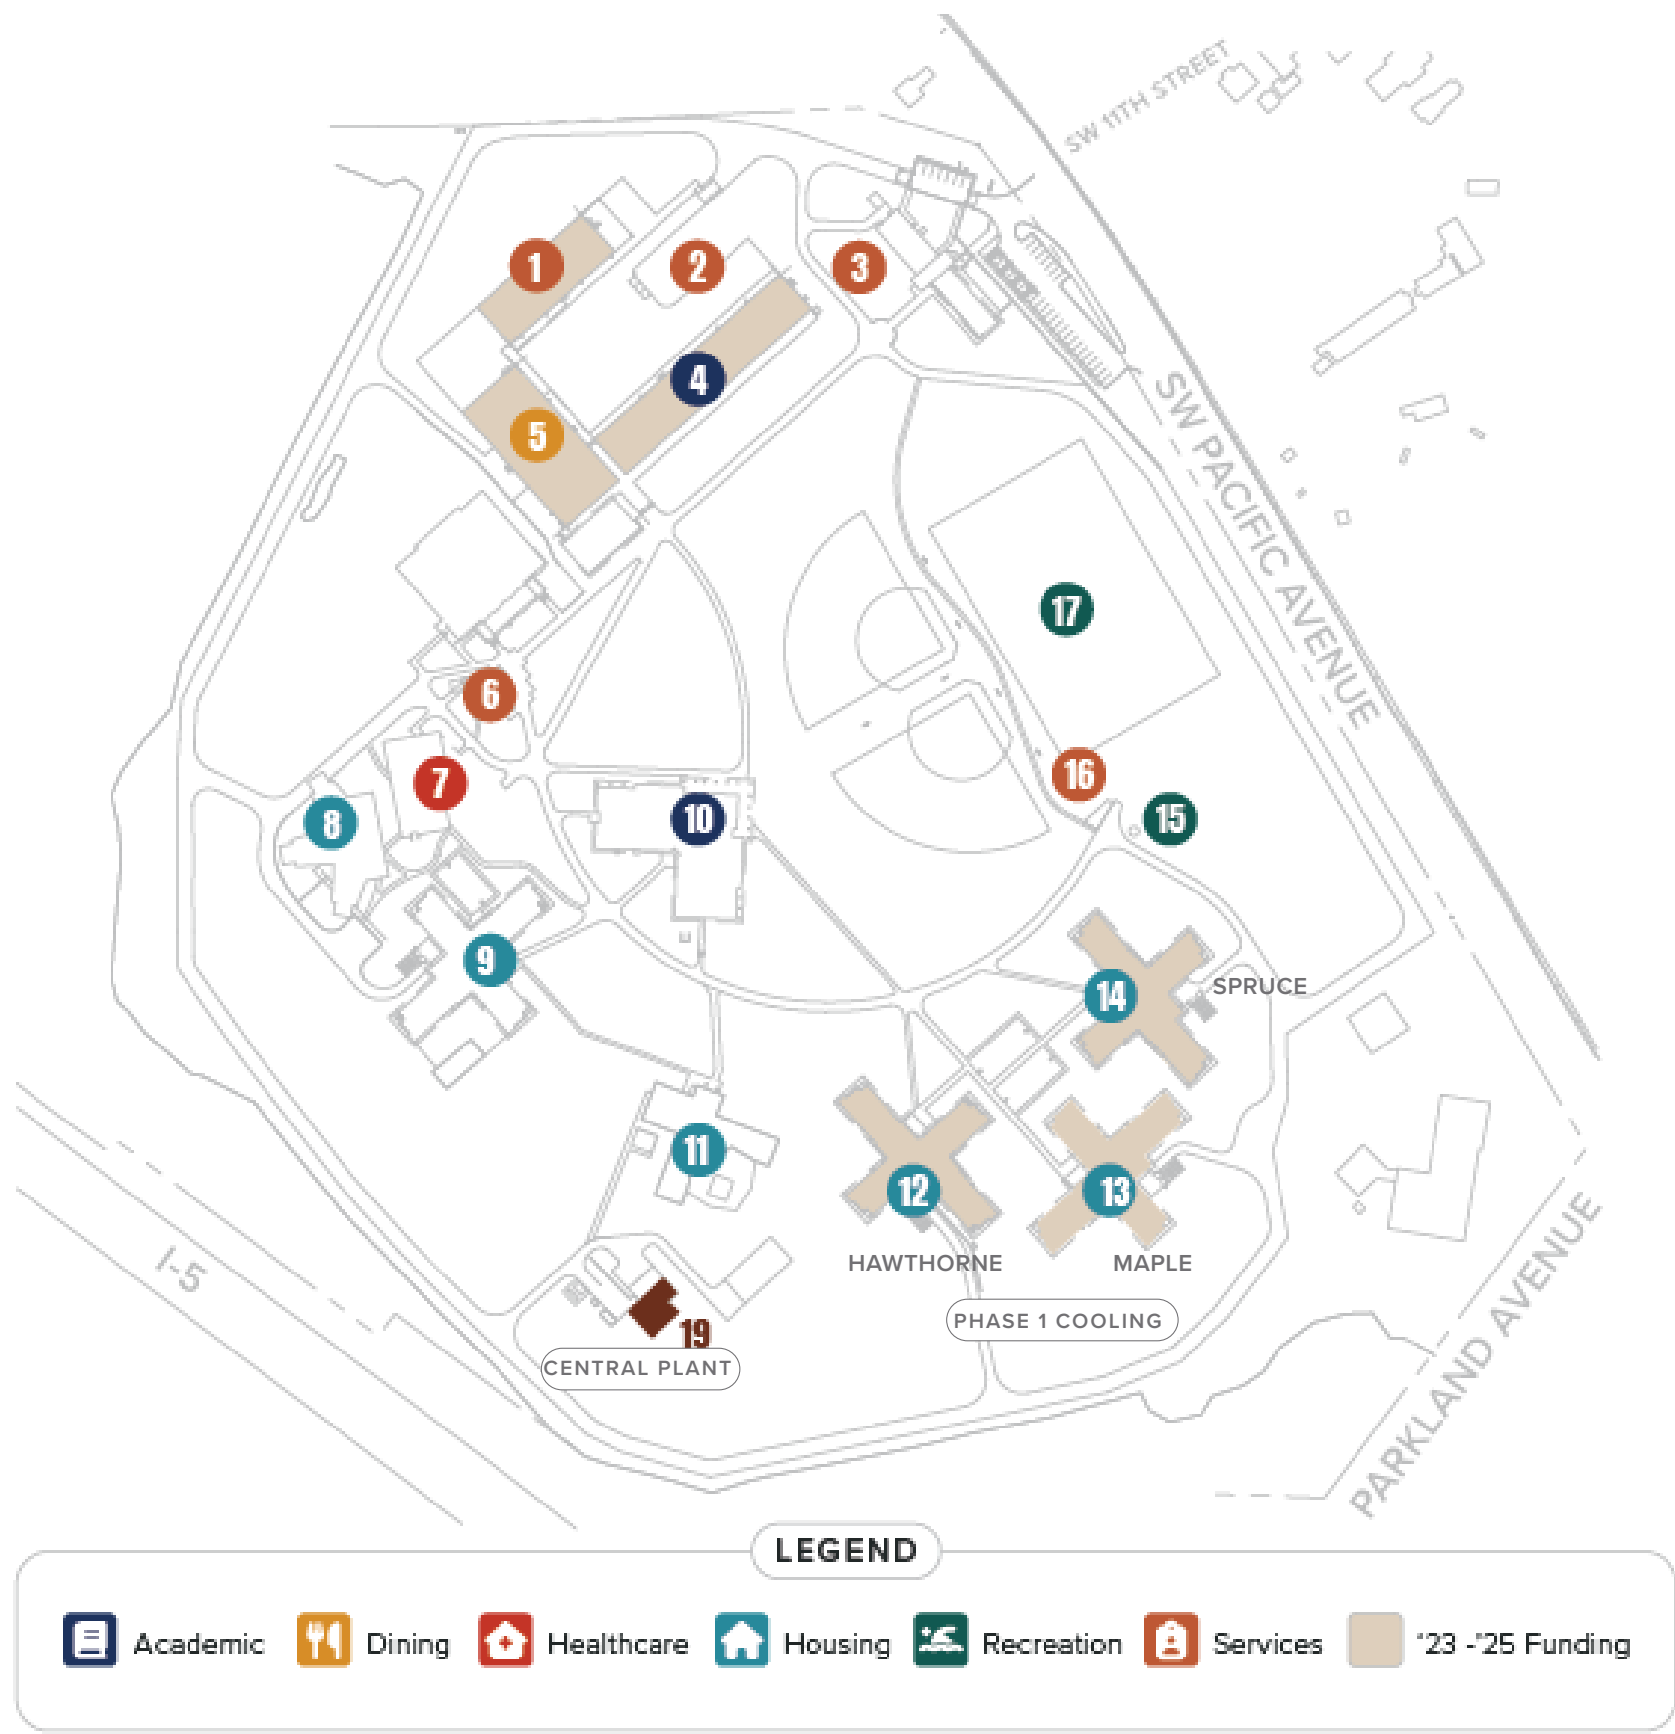 SW 11TH STREET
1
2
3
4
SW PACIFIC AVENUE
5
17
6
16
7
10
15
8
9
14
SPRUCE
11
12
13
HAWTHORNE
MAPLE
I-5
PHASE 1 COOLING
19
CENTRAL PLANT
PARKLAND AVENUE
LEGEND
Academic
Dining
Healthcare
Housing
Recreation
Services
'23 -'25 Funding